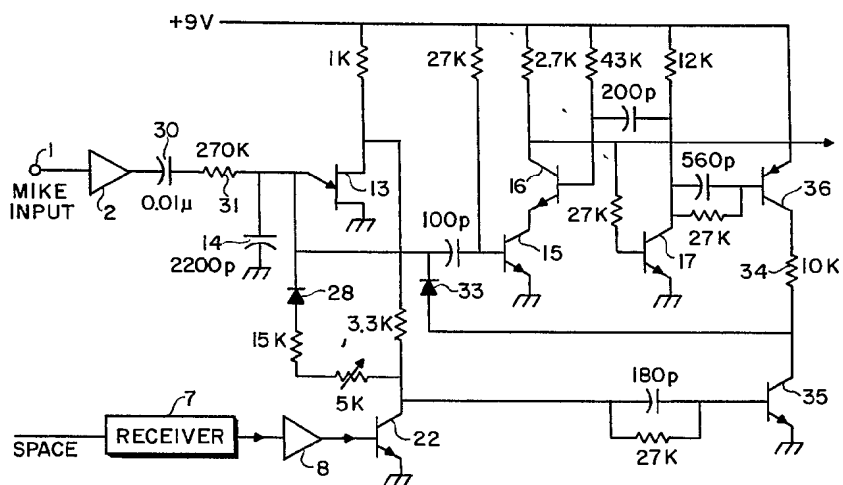 +9V
1K
27K
2.7K
43K
12K
200p
30
1
270K
560p
MIKE
INPUT
2
0.01μ
31
13
16
36
27K
14
2200p
100p
15
27K
17
34
10K
28
33
15K
3.3K
5K
180p
35
7
22
RECEIVER
SPACE
8
27K